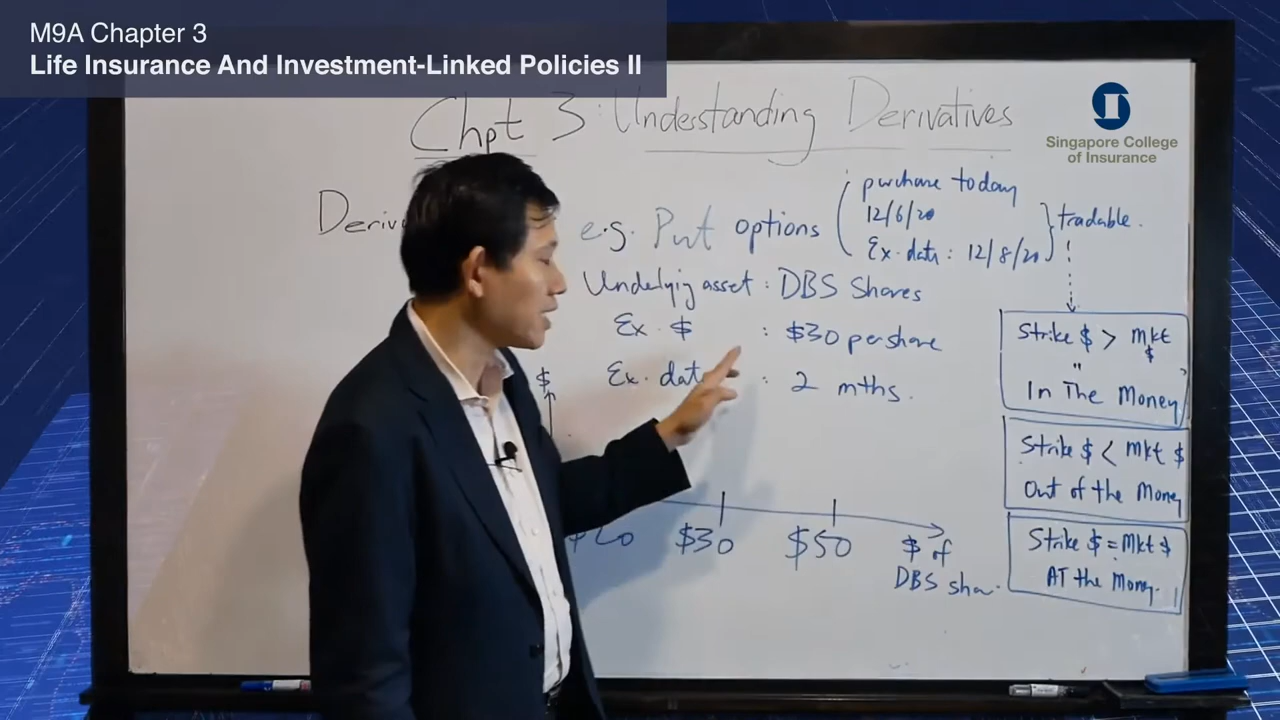 M9A Chapter 3
Life Insurance And Investment-Linked Policies II
Singapore College
of Insurance
Chpt 3: Understanding Derivatives
e.g. Put options
purchase today
12/6/20
Ex. date: 12/8/20
tradable.
Underlying asset: DBS Shares
Ex. $ : $30 per share
Ex. dat : 2 mths.
$
$20 $30 $50 $ of
DBS sha.
Strike $ > mkt
$
"
In The Money
Strike $ < mkt $
Out of the Money
Strike $ = mkt $
AT the Money.